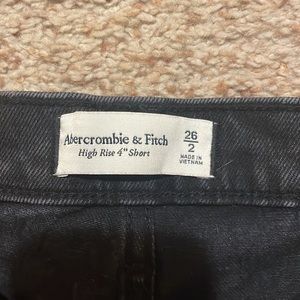 Abercrombie & Fitch
High Rise 4" Short
26
2
MADE IN
VIETNAM